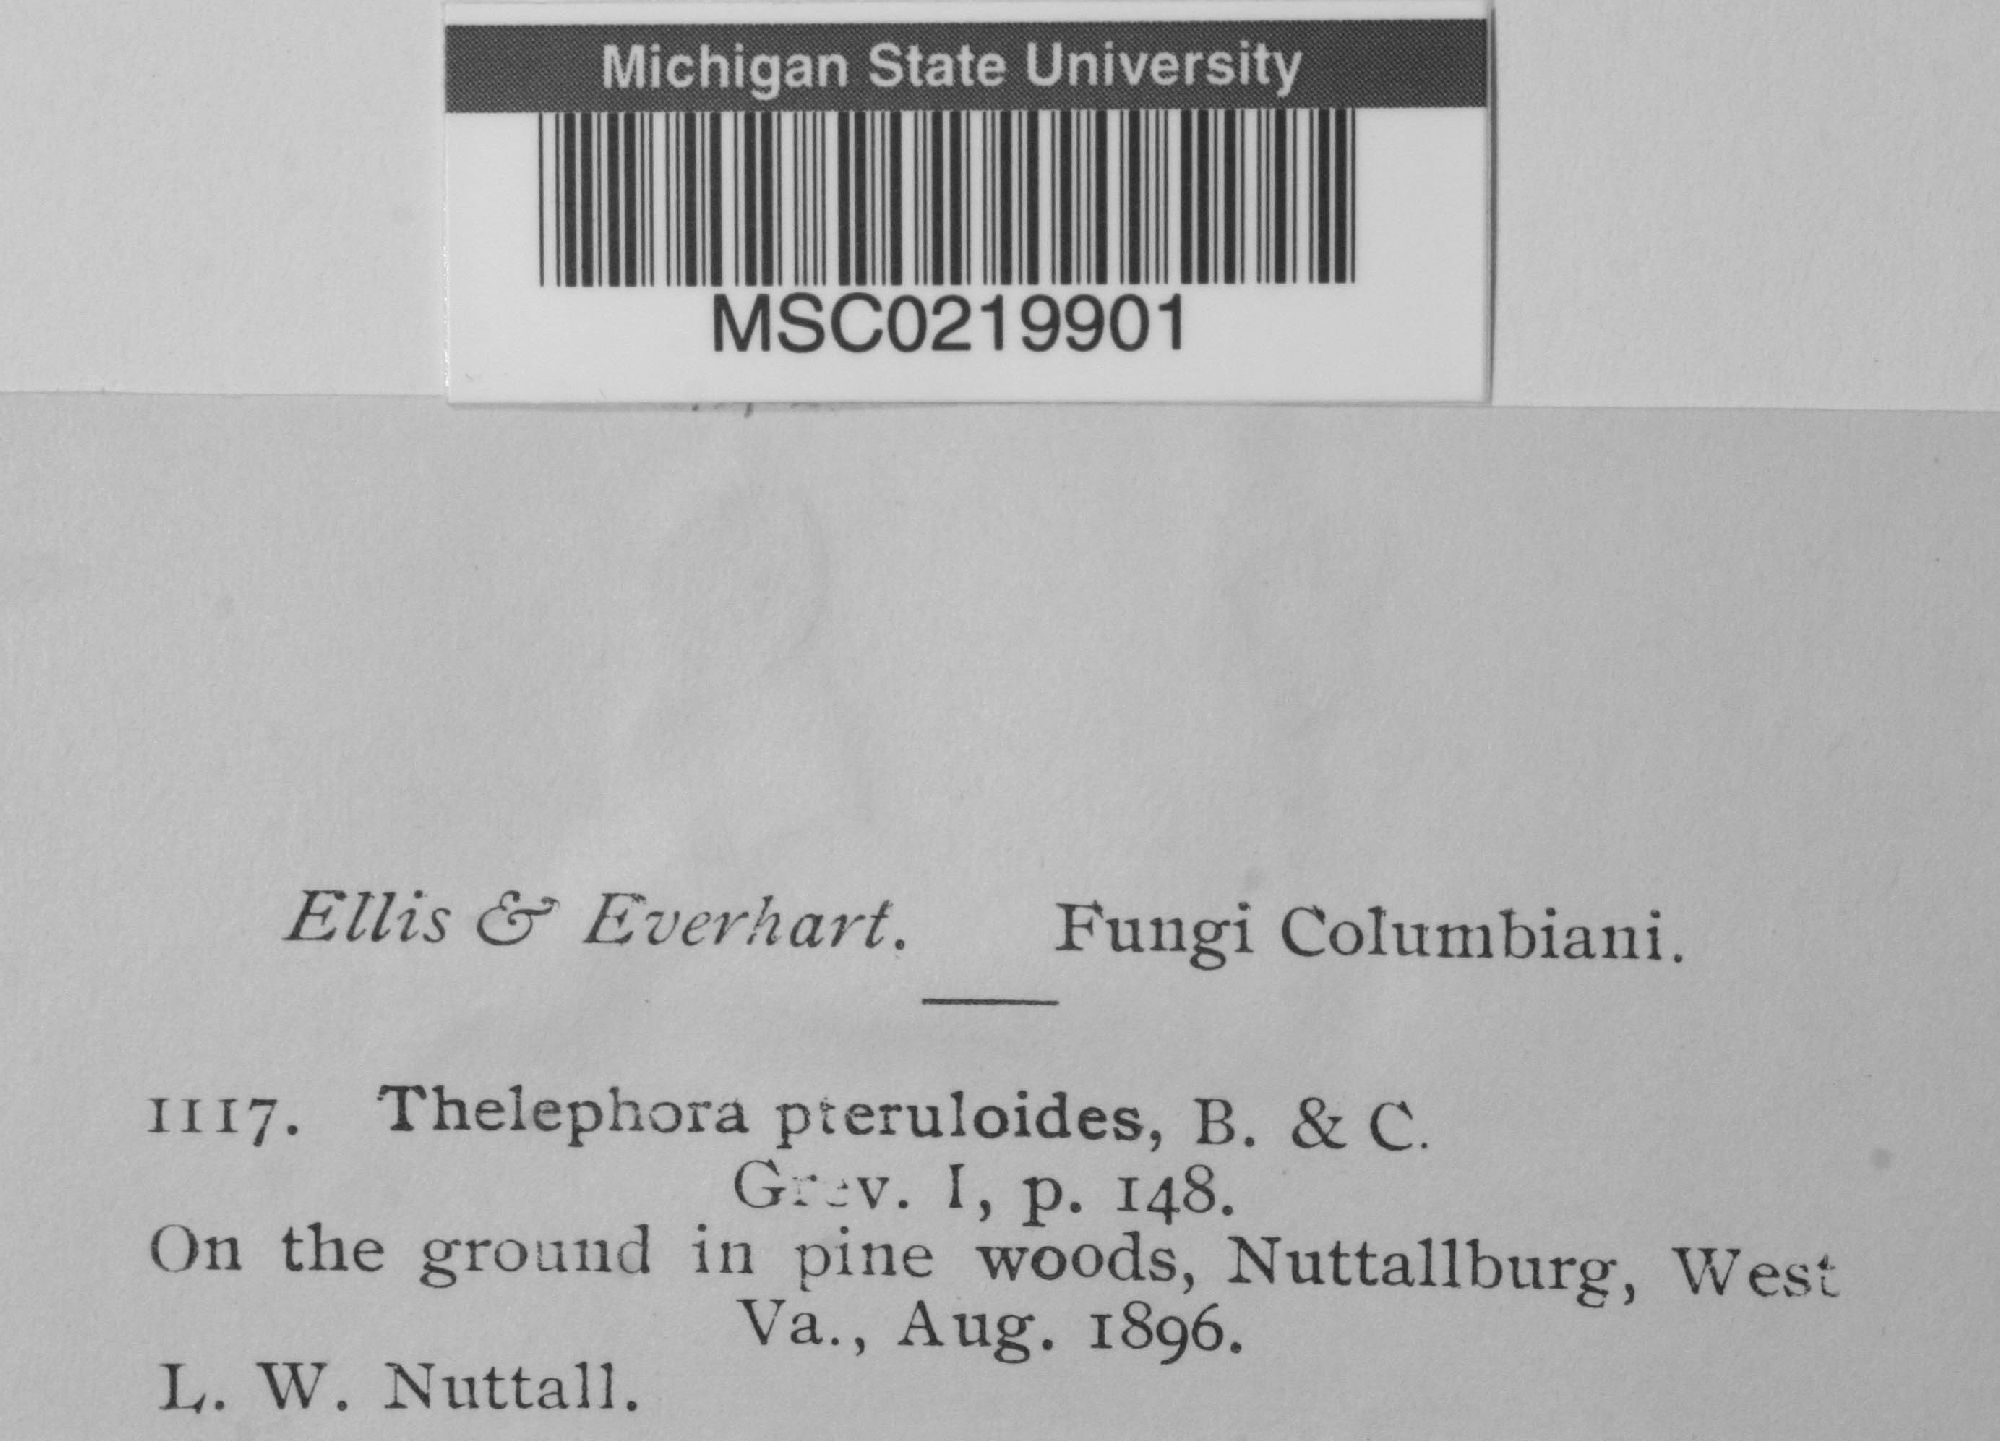 Michigan State University
MSC0219901
Ellis & Everhart. Fungi Columbiani.
1117. Thelephora pteruloides, B. & C.
Grev. I, p. 148.
On the ground in pine woods, Nuttallburg, West
Va., Aug. 1896.
L. W. Nuttall.